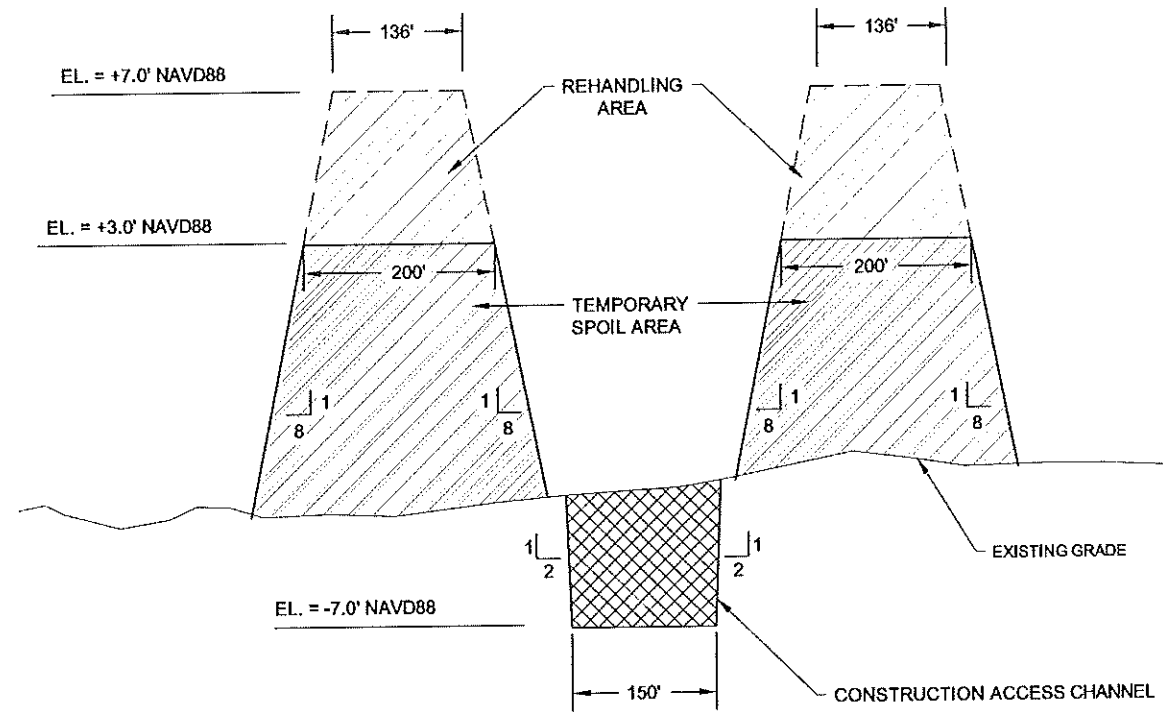 136'
136'
EL. = +7.0' NAVD88
REHANDLING
AREA
EL. = +3.0' NAVD88
200'
200'
TEMPORARY
SPOIL AREA
1
8
1
8
1
8
1
8
1
2
1
2
EXISTING GRADE
EL. = -7.0' NAVD88
150'
CONSTRUCTION ACCESS CHANNEL